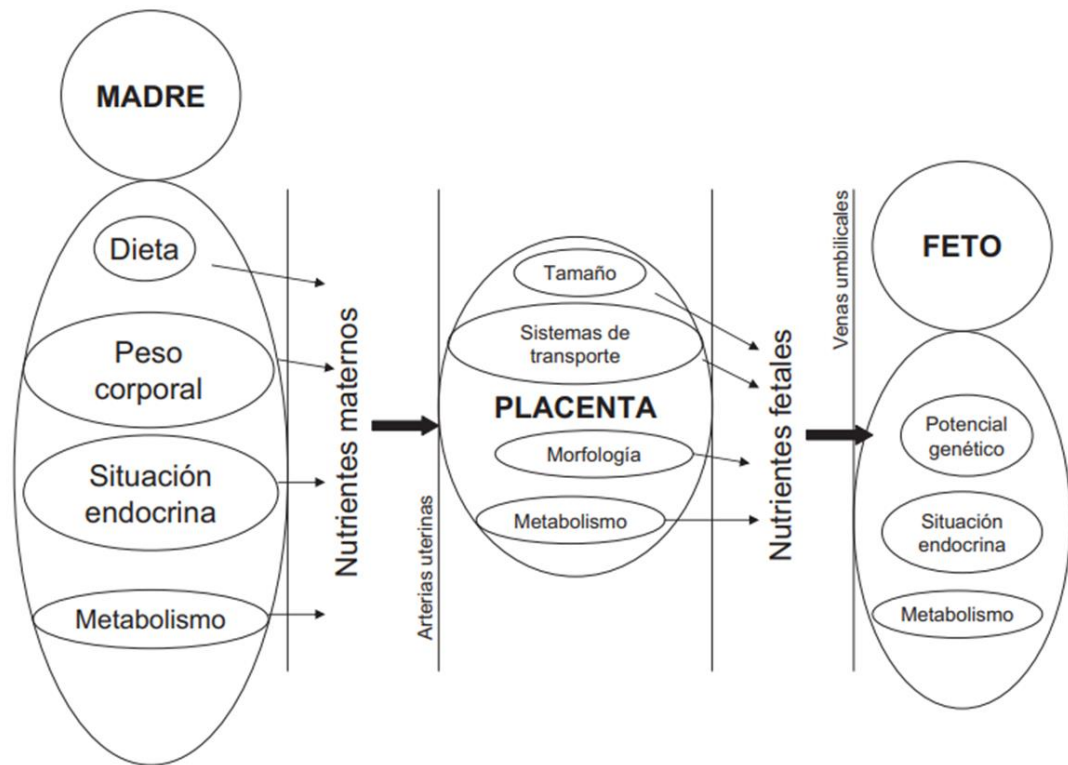 MADRE
Dieta
Peso
corporal
Situación
endocrina
Metabolismo
Nutrientes maternos
Arterias uterinas
Tamaño
Sistemas de
transporte
PLACENTA
Morfología
Metabolismo
Nutrientes fetales
Venas umbilicales
FETO
Potencial
genético
Situación
endocrina
Metabolismo